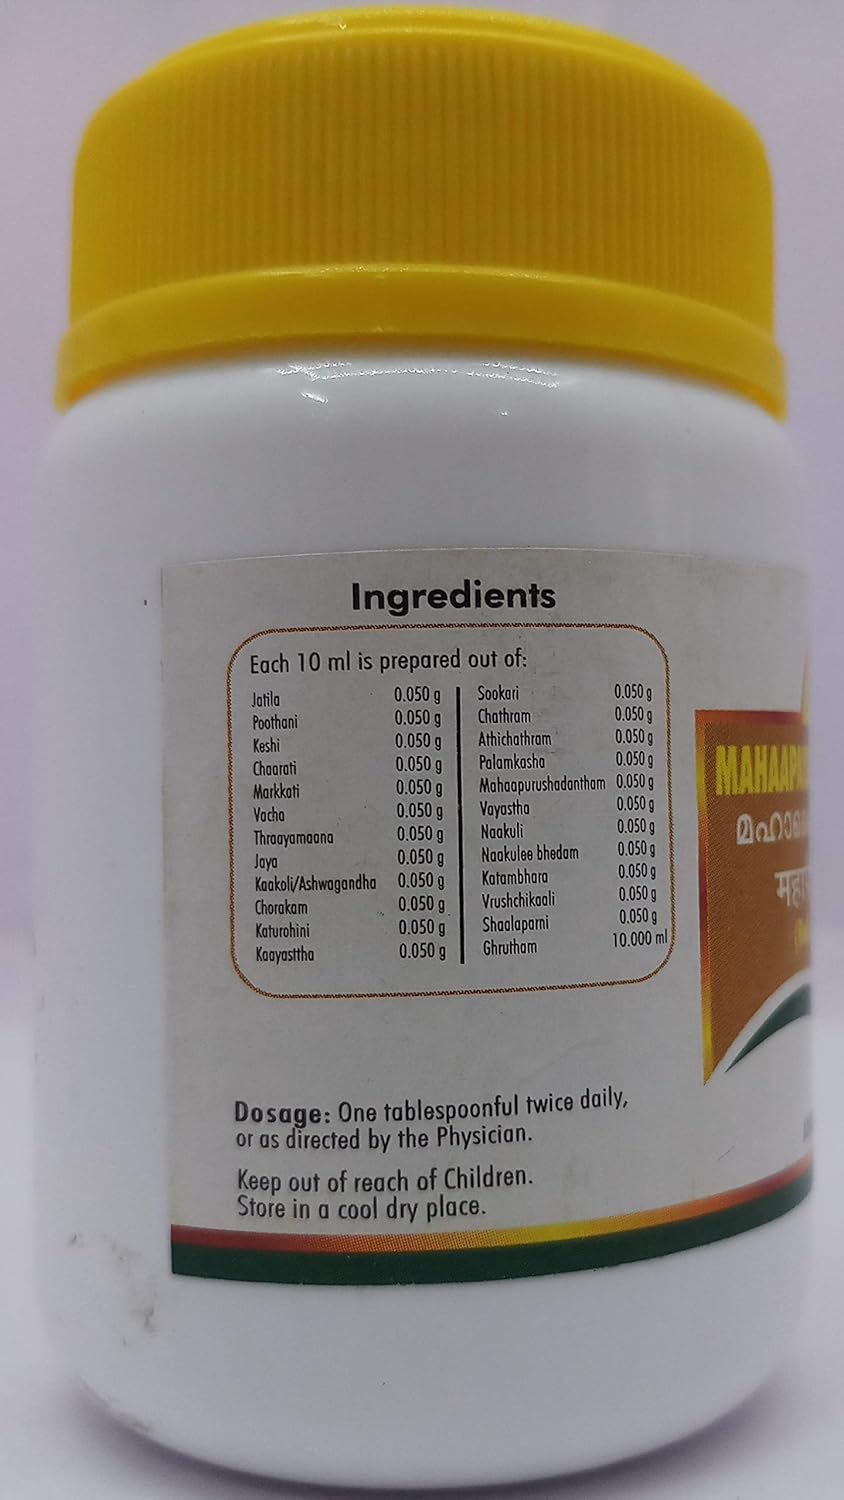 Ingredients
Each 10 ml is prepared out of:
Jatila 0.050 g
Poothani 0.050 g
Keshi 0.050 g
Chaarati 0.050 g
Markkati 0.050 g
Vacha 0.050 g
Thraayamaana 0.050 g
Jaya 0.050 g
Kaakoli/Ashwagandha 0.050 g
Chorakam 0.050 g
Katurohini 0.050 g
Kaayasttha 0.050 g
Sookari 0.050 g
Chathram 0.050 g
Athichathram 0.050 g
Palamkasha 0.050 g
Mahaapurushadantham 0.050 g
Vayastha 0.050 g
Naakuli 0.050 g
Naakulee bhedam 0.050 g
Katambhara 0.050 g
Vrushchikaali 0.050 g
Shaalaparni 0.050 g
Ghrutham 10.000 ml
Dosage: One tablespoonful twice daily,
or as directed by the Physician.
Keep out of reach of Children.
Store in a cool dry place.
MAHAAPAI
മഹാ
महा